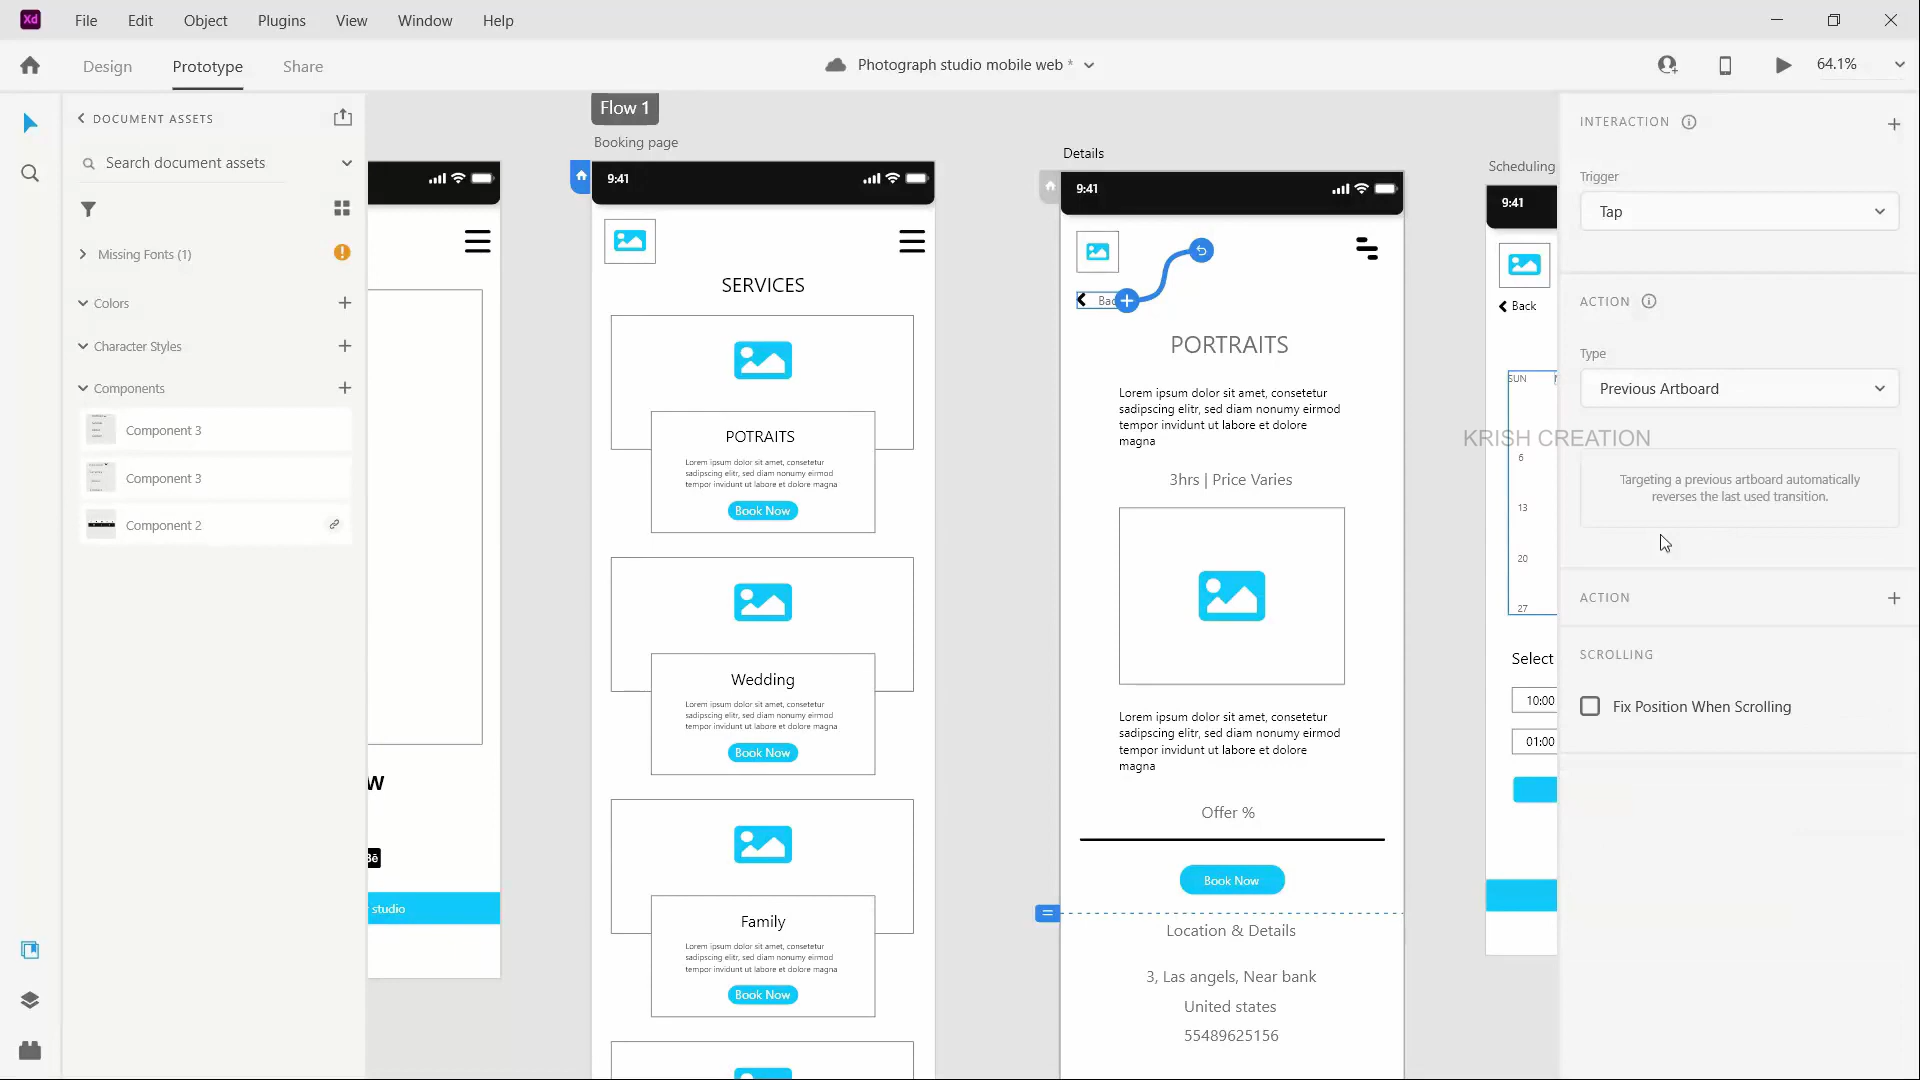 Xd
File
Edit
Object
Plugins
View
Window
Help
Design
Prototype
Share
Photograph studio mobile web *
64.1%
DOCUMENT ASSETS
Search document assets
Missing Fonts (1)
Colors
Character Styles
Components
Component 3
Component 3
Component 2
W
Bē
studio
Flow 1
Booking page
9:41
SERVICES
POTRAITS
Lorem ipsum dolor sit amet, consetetur
sadipscing elitr, sed diam nonumy eirmod
tempor invidunt ut labore et dolore magna
Book Now
Wedding
Lorem ipsum dolor sit amet, consetetur
sadipscing elitr, sed diam nonumy eirmod
tempor invidunt ut labore et dolore magna
Book Now
Family
Lorem ipsum dolor sit amet, consetetur
sadipscing elitr, sed diam nonumy eirmod
tempor invidunt ut labore et dolore magna
Book Now
Details
9:41
Bac
PORTRAITS
Lorem ipsum dolor sit amet, consetetur
sadipscing elitr, sed diam nonumy eirmod
tempor invidunt ut labore et dolore
magna
3hrs | Price Varies
Lorem ipsum dolor sit amet, consetetur
sadipscing elitr, sed diam nonumy eirmod
tempor invidunt ut labore et dolore
magna
Offer %
Book Now
Location & Details
3, Las angels, Near bank
United states
55489625156
Scheduling
9:41
Back
SUN
6
13
20
27
Select
10:00
01:00
KRISH CREATION
INTERACTION
Trigger
Tap
ACTION
Type
Previous Artboard
Targeting a previous artboard automatically
reverses the last used transition.
ACTION
SCROLLING
Fix Position When Scrolling